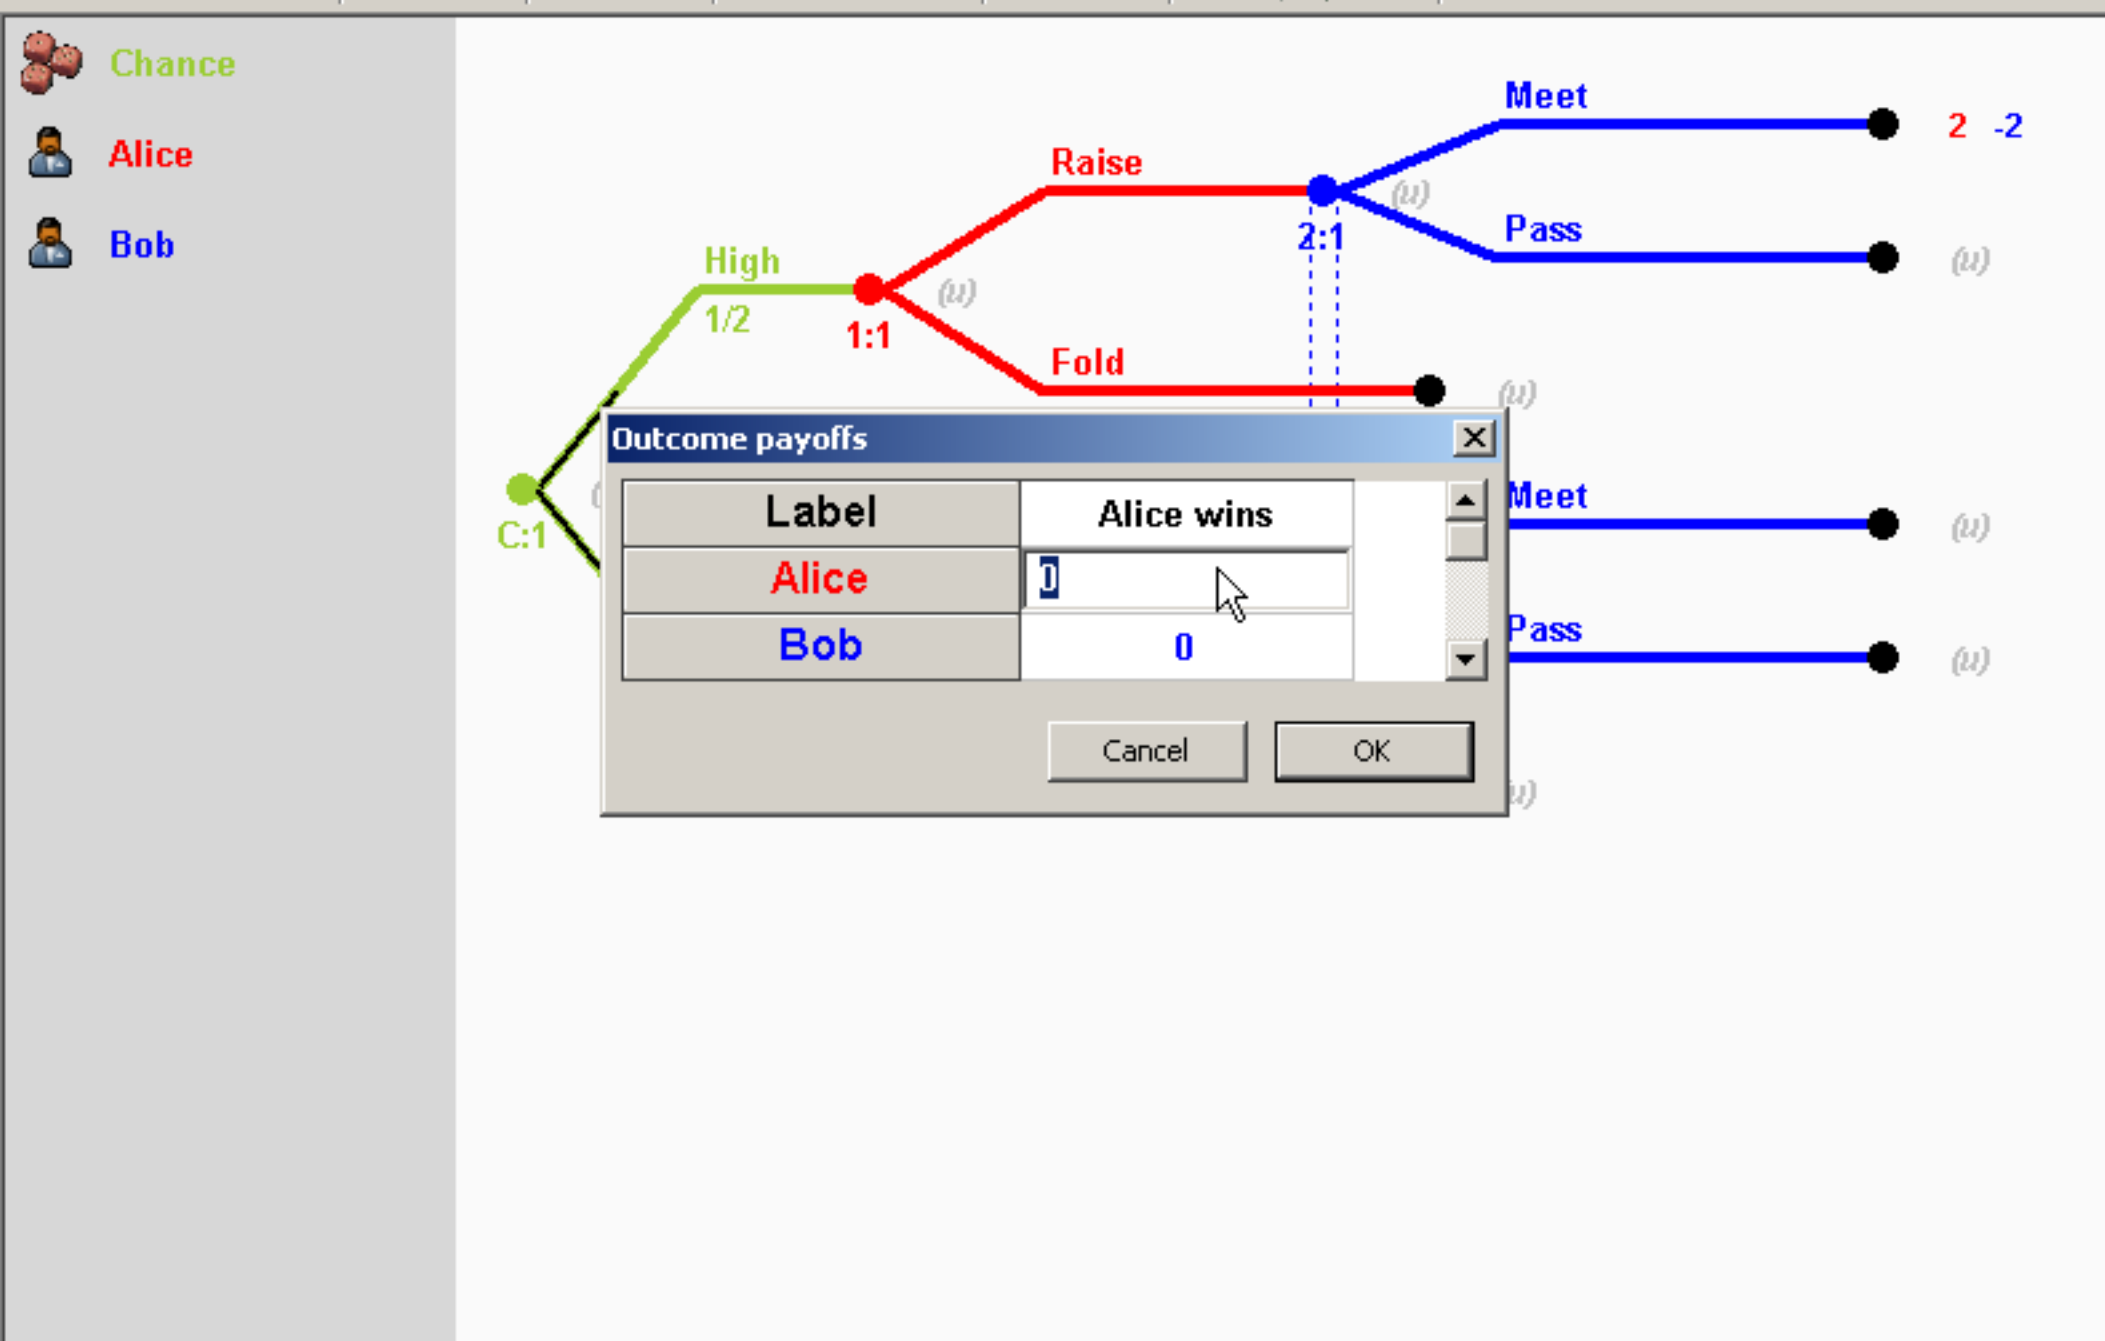 Chance
Alice
Bob
Meet
2 -2
Raise
(u)
2:1
Pass
(u)
High
1/2
(u)
1:1
Fold
(u)
Outcome payoffs
Label Alice wins
Alice 0
Bob 0
Cancel OK
C:1
Meet
(u)
Pass
(u)
u)